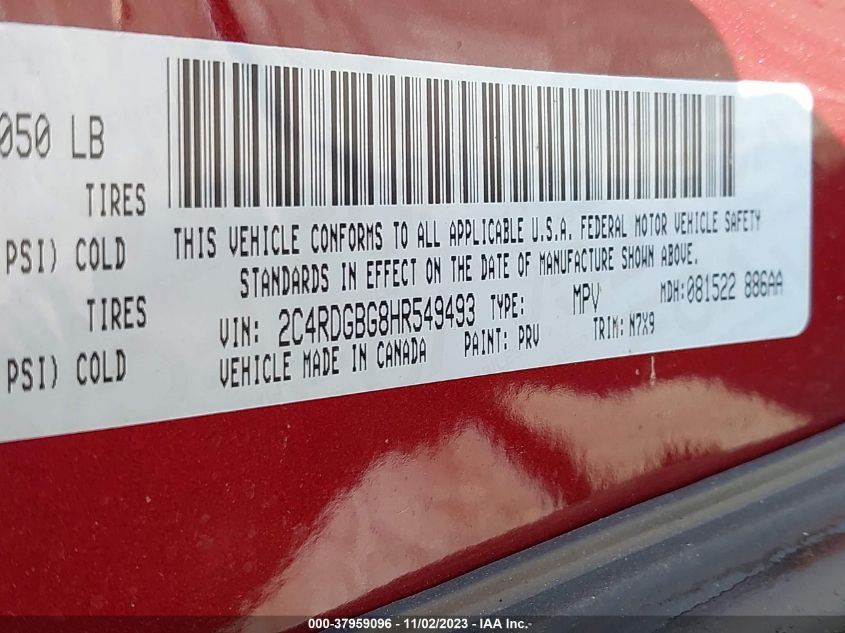 050 LB
TIRES
PSI) COLD
TIRES
PSI) COLD
THIS VEHICLE CONFORMS TO ALL APPLICABLE U.S.A. FEDERAL MOTOR VEHICLE SAFETY
STANDARDS IN EFFECT ON THE DATE OF MANUFACTURE SHOWN ABOVE.
VIN: 2C4RDGBG8HR549493 TYPE: MPV MDH:081522 886AA
VEHICLE MADE IN CANADA PAINT: PRV TRIM: N7X9
000-37959096 - 11/02/2023 - IAA Inc.